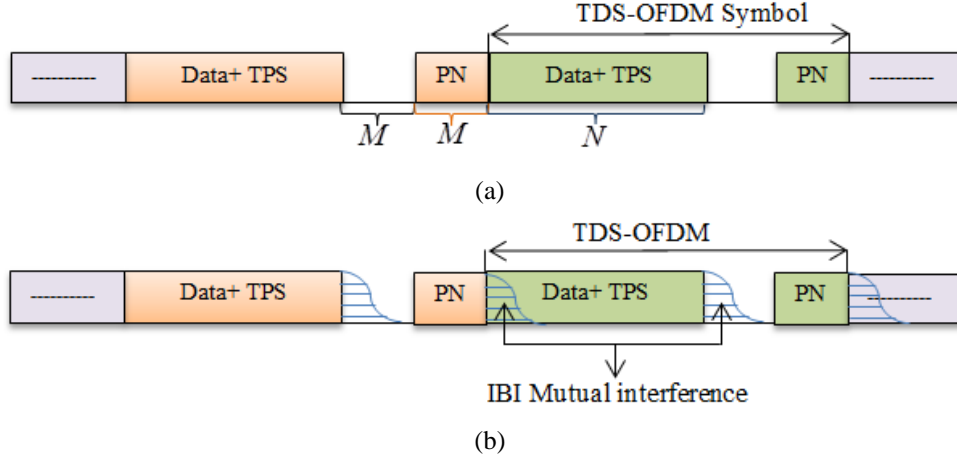 TDS-OFDM Symbol
---------- Data+ TPS PN Data+ TPS PN ----------
M M N
(a)
TDS-OFDM
---------- Data+ TPS PN Data+ TPS PN ----------
IBI Mutual interference
(b)